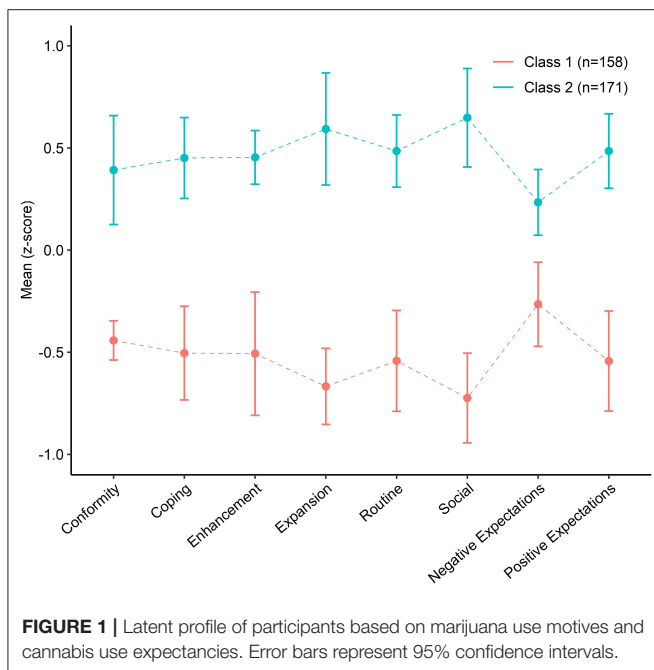 1.0
Class 1 (n=158)
Class 2 (n=171)
0.5
Mean (z-score)
0.0
-0.5
-1.0
Conformity
Coping
Enhancement
Expansion
Routine
Social
Negative Expectations
Positive Expectations
FIGURE 1 | Latent profile of participants based on marijuana use motives and
cannabis use expectancies. Error bars represent 95% confidence intervals.